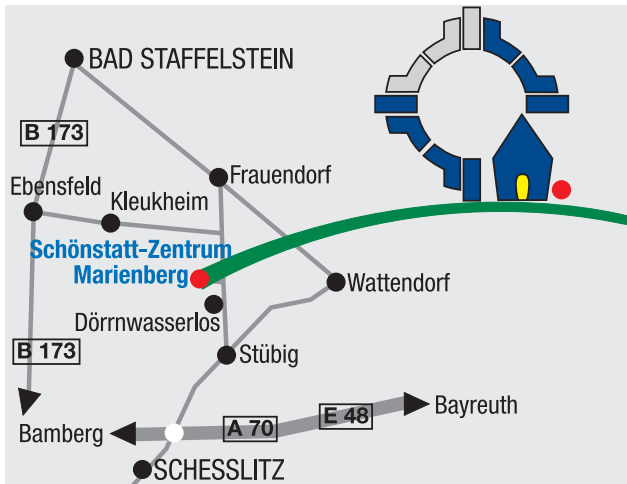 BAD STAFFELSTEIN
B 173
Frauendorf
Ebensfeld
Kleukheim
Schönstatt-Zentrum
Marienberg
Wattendorf
Dörrnwasserlos
B 173
Stübig
Bayreuth
E 48
A 70
Bamberg
SCHESSLITZ